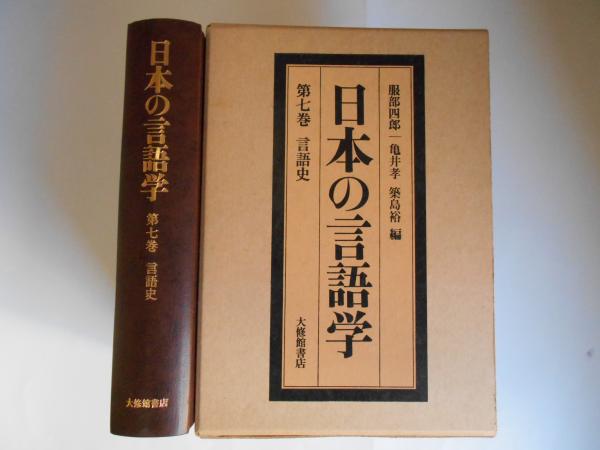 日本の言語学
第七巻 言語史
大修館書店
服部四郎 亀井孝 築島裕 編
日本の言語学
第七巻 言語史
大修館書店